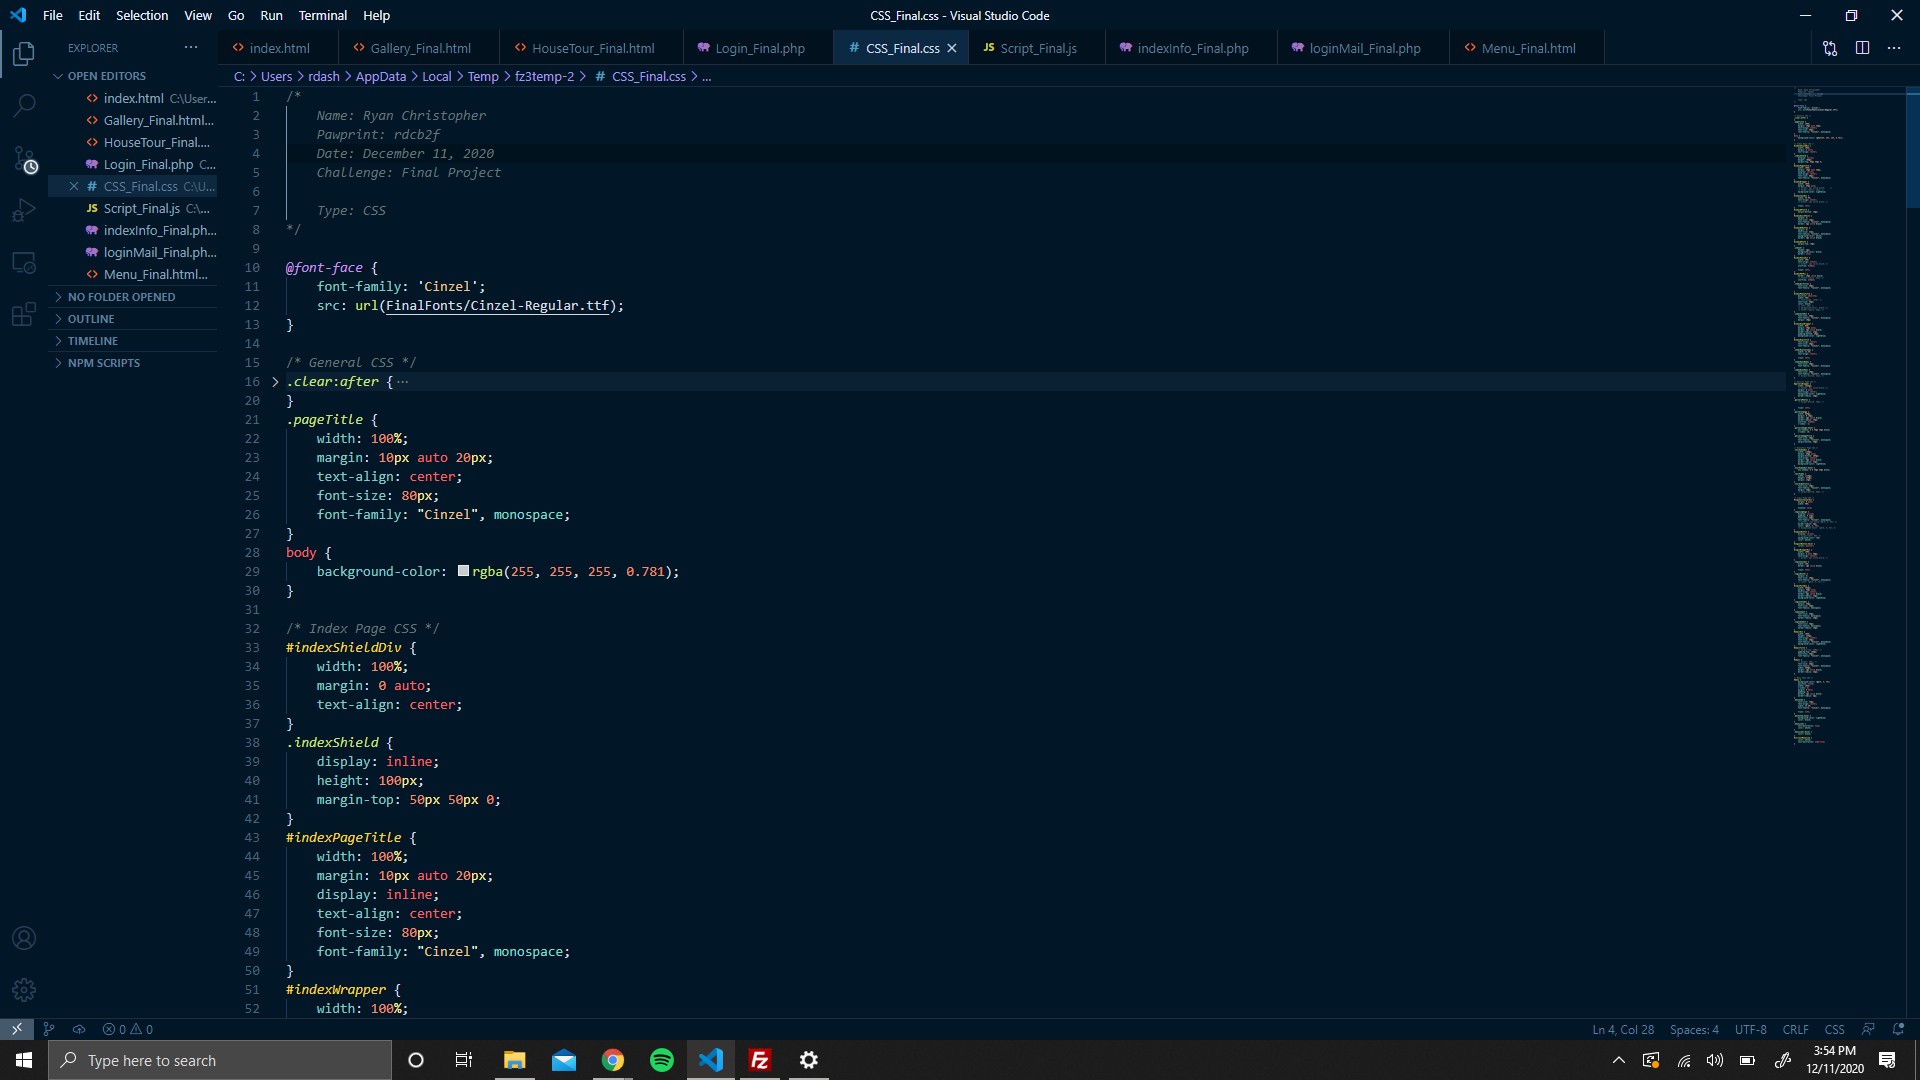 File Edit Selection View Go Run Terminal Help
CSS_Final.css - Visual Studio Code
EXPLORER
index.html
Gallery_Final.html
HouseTour_Final.html
Login_Final.php
CSS_Final.css
Script_Final.js
indexInfo_Final.php
loginMail_Final.php
Menu_Final.html
C: > Users > rdash > AppData > Local > Temp > fz3temp-2 > # CSS_Final.css > ...
OPEN EDITORS
index.html C:\User...
Gallery_Final.html...
HouseTour_Final....
Login_Final.php C...
CSS_Final.css C:\U...
Script_Final.js C:\...
indexInfo_Final.ph...
loginMail_Final.ph...
Menu_Final.html...
NO FOLDER OPENED
OUTLINE
TIMELINE
NPM SCRIPTS
1 /*
2 Name: Ryan Christopher
3 Pawprint: rdcb2f
4 Date: December 11, 2020
5 Challenge: Final Project
6
7 Type: CSS
8 */
9
10 @font-face {
11 font-family: 'Cinzel';
12 src: url(FinalFonts/Cinzel-Regular.ttf);
13 }
14
15 /* General CSS */
16 .clear:after {...
20 }
21 .pageTitle {
22 width: 100%;
23 margin: 10px auto 20px;
24 text-align: center;
25 font-size: 80px;
26 font-family: "Cinzel", monospace;
27 }
28 body {
29 background-color: rgba(255, 255, 255, 0.781);
30 }
31
32 /* Index Page CSS */
33 #indexShieldDiv {
34 width: 100%;
35 margin: 0 auto;
36 text-align: center;
37 }
38 .indexShield {
39 display: inline;
40 height: 100px;
41 margin-top: 50px 50px 0;
42 }
43 #indexPageTitle {
44 width: 100%;
45 margin: 10px auto 20px;
46 display: inline;
47 text-align: center;
48 font-size: 80px;
49 font-family: "Cinzel", monospace;
50 }
51 #indexWrapper {
52 width: 100%;
0 0
Ln 4, Col 28 Spaces: 4 UTF-8 CRLF CSS
Type here to search
3:54 PM
12/11/2020